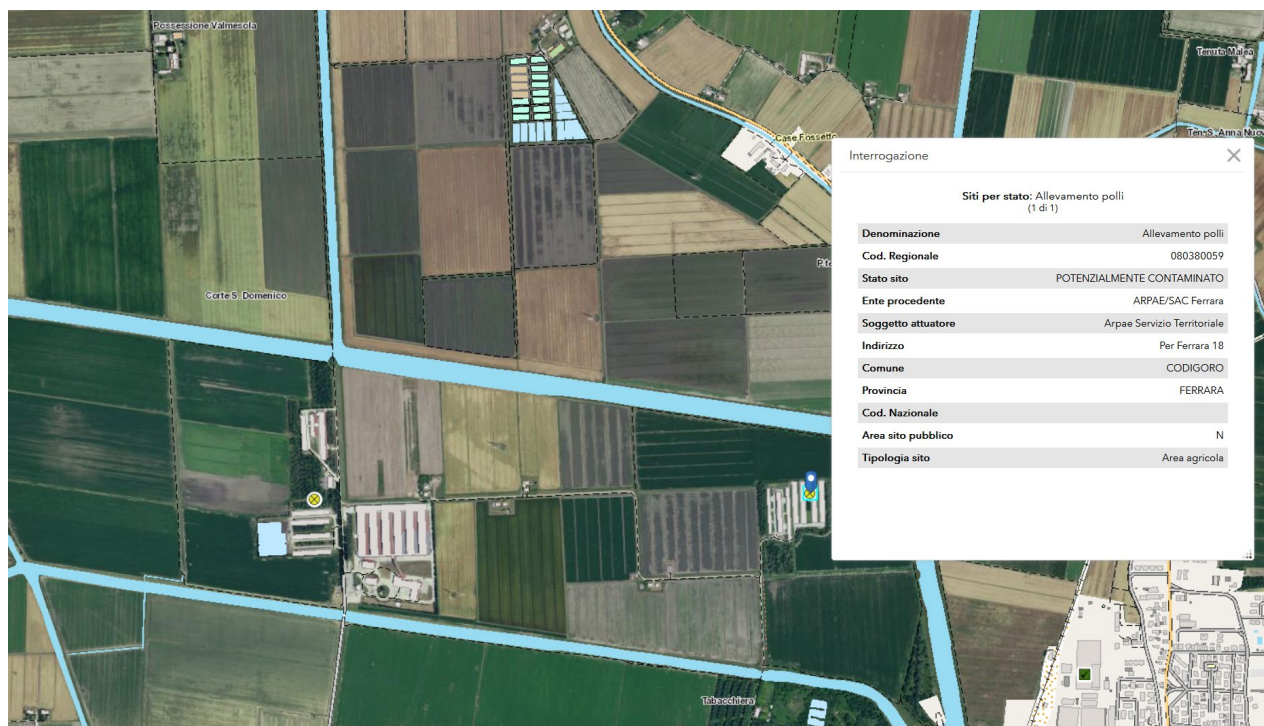 Possessione Valmesola
Tenuta Malea
Ten. S. Anna Nuov
Case Fossetto
Corte S. Domenico
P.te
Tabacchiera
Interrogazione
Siti per stato: Allevamento polli
(1 di 1)
Denominazione Allevamento polli
Cod. Regionale 080380059
Stato sito POTENZIALMENTE CONTAMINATO
Ente procedente ARPAE/SAC Ferrara
Soggetto attuatore Arpae Servizio Territoriale
Indirizzo Per Ferrara 18
Comune CODIGORO
Provincia FERRARA
Cod. Nazionale
Area sito pubblico N
Tipologia sito Area agricola